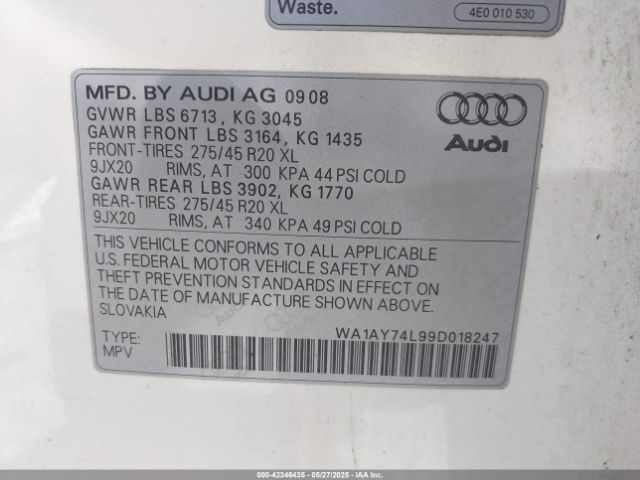 Waste.
4E0 010 530
MFD. BY AUDI AG 09 08
GVWR LBS 6713, KG 3045
GAWR FRONT LBS 3164, KG 1435
FRONT-TIRES 275/45 R20 XL
9JX20 RIMS, AT 300 KPA 44 PSI COLD
GAWR REAR LBS 3902, KG 1770
REAR-TIRES 275/45 R20 XL
9JX20 RIMS, AT 340 KPA 49 PSI COLD
Audi
THIS VEHICLE CONFORMS TO ALL APPLICABLE
U.S. FEDERAL MOTOR VEHICLE SAFETY AND
THEFT PREVENTION STANDARDS IN EFFECT ON
THE DATE OF MANUFACTURE SHOWN ABOVE.
SLOVAKIA
TYPE: WA1AY74L99D018247
MPV
000-42346435 - 05/27/2025 - IAA Inc.